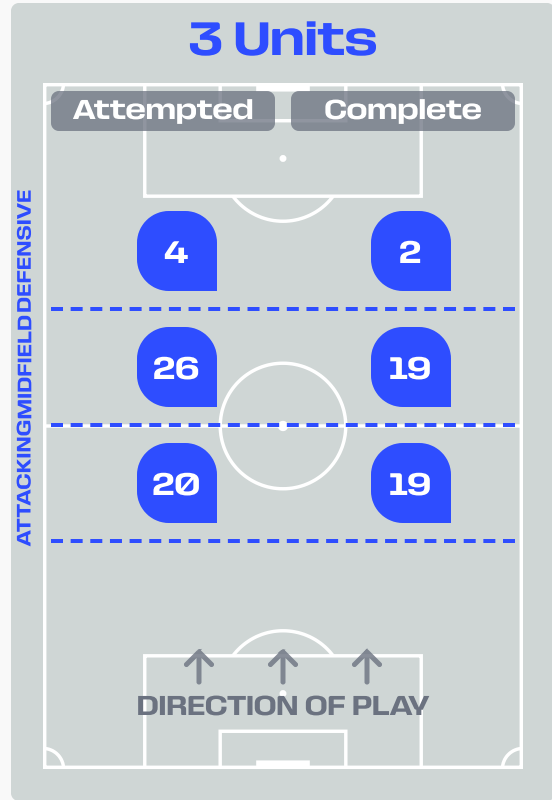 3 Units
Attempted Complete
4 2
26 19
20 19
ATTACKING MIDFIELD DEFENSIVE
DIRECTION OF PLAY